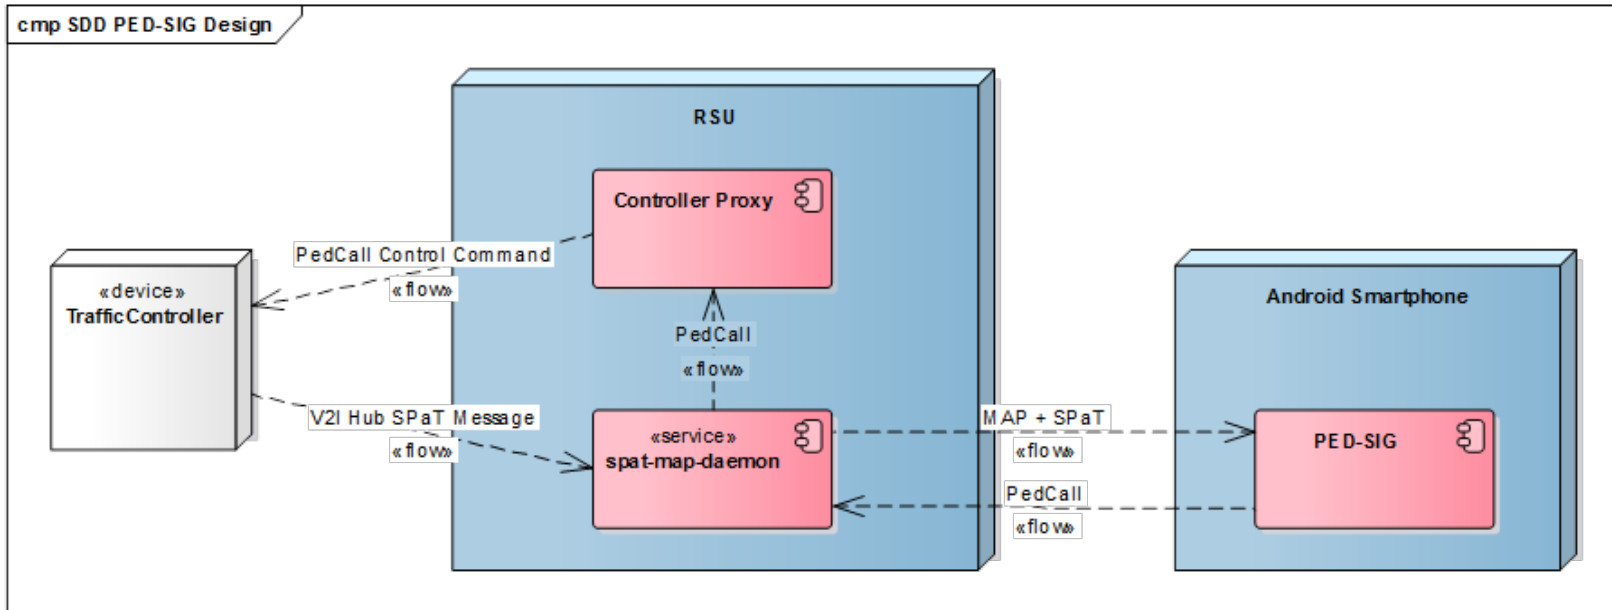 cmp SDD PED-SIG Design
RSU
Controller Proxy
PedCall Control Command
«flow»
«device»
TrafficController
Android Smartphone
PedCall
«flow»
V2I Hub SPaT Message
«flow»
«service»
spat-map-daemon
MAP + SPaT
«flow»
PED-SIG
PedCall
«flow»